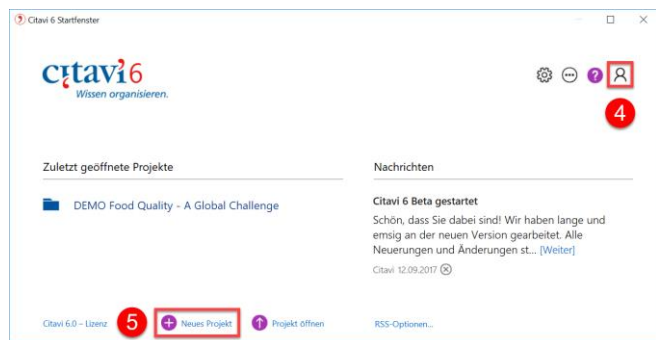 Citavi 6 Startfenster
citavi6
Wissen organisieren.
?
4
Zuletzt geöffnete Projekte
Nachrichten
DEMO Food Quality - A Global Challenge
Citavi 6 Beta gestartet
Schön, dass Sie dabei sind! Wir haben lange und
emsig an der neuen Version gearbeitet. Alle
Neuerungen und Änderungen st... [Weiter]
Citavi 12.09.2017
Citavi 6.0 – Lizenz
5
Neues Projekt
Projekt öffnen
RSS-Optionen...